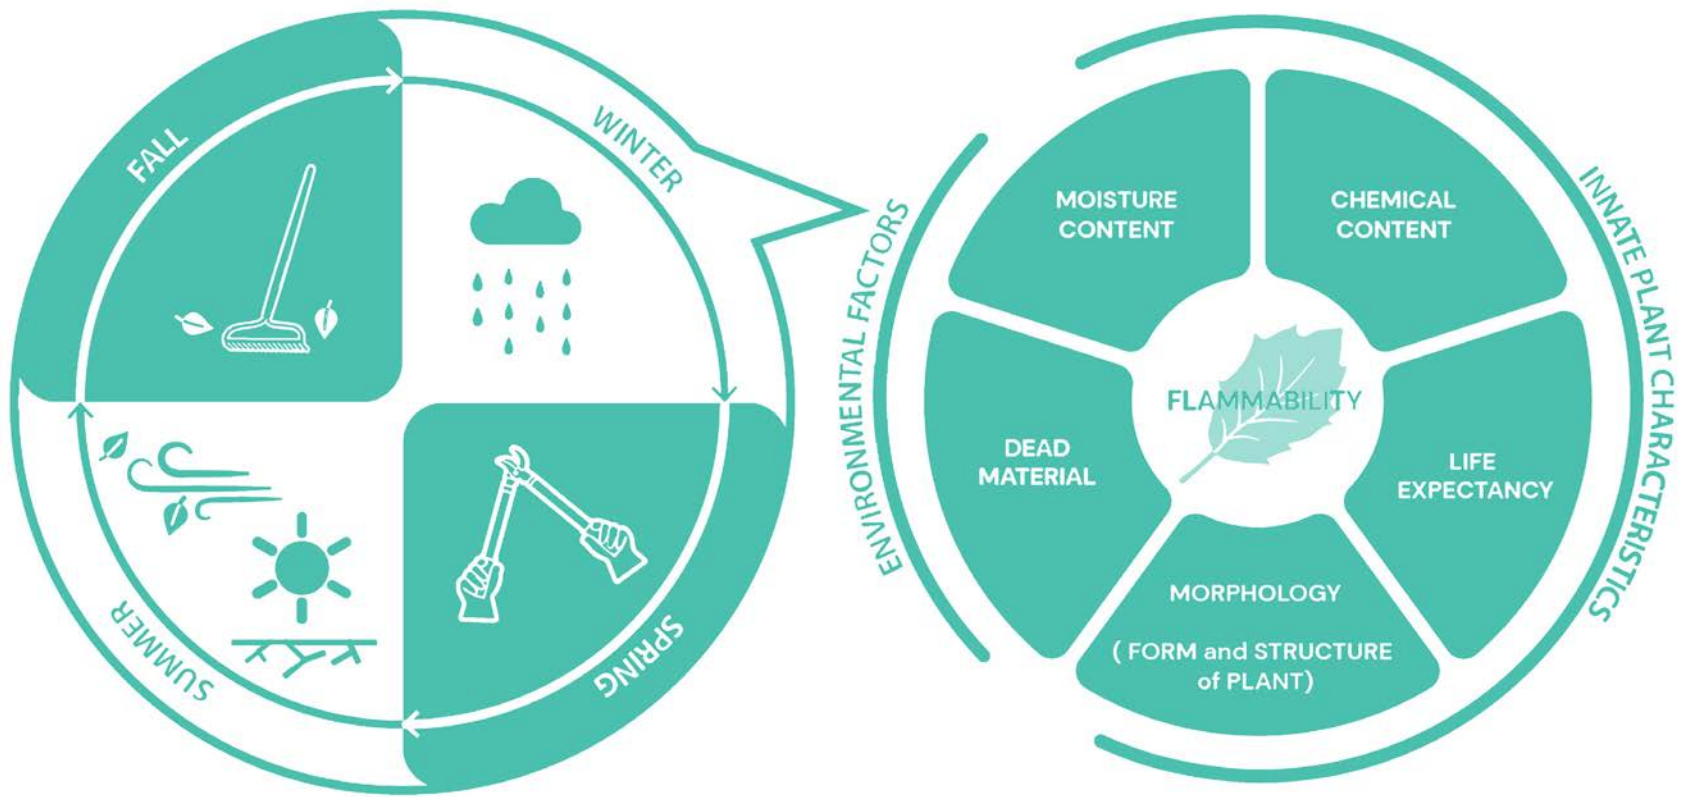 FALL
WINTER
SPRING
SUMMER
ENVIRONMENTAL FACTORS
INNATE PLANT CHARACTERISTICS
MOISTURE
CONTENT
CHEMICAL
CONTENT
FLAMMABILITY
DEAD
MATERIAL
LIFE
EXPECTANCY
MORPHOLOGY
( FORM and STRUCTURE
of PLANT)